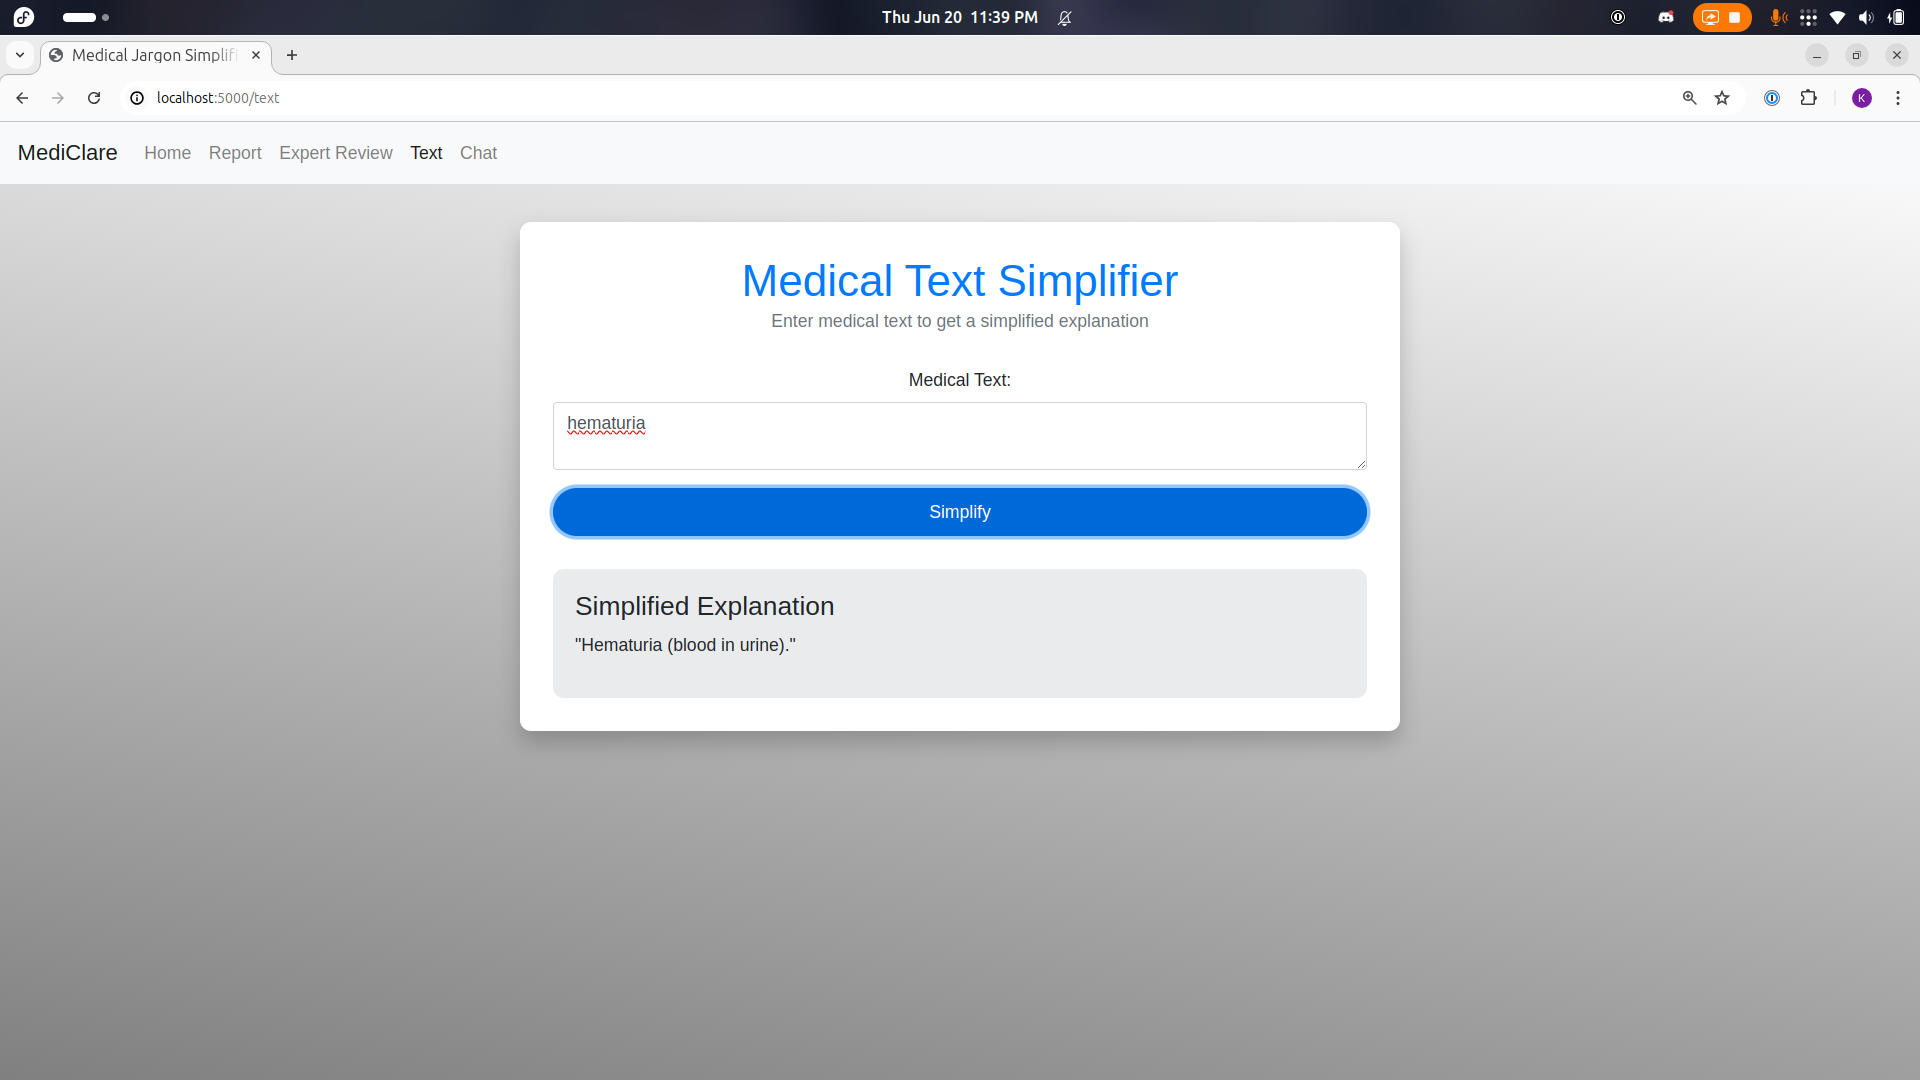 Thu Jun 20 11:39 PM
Medical Jargon Simplifi
localhost:5000/text
K
MediClare Home Report Expert Review Text Chat
Medical Text Simplifier
Enter medical text to get a simplified explanation
Medical Text:
hematuria
Simplify
Simplified Explanation
"Hematuria (blood in urine)."